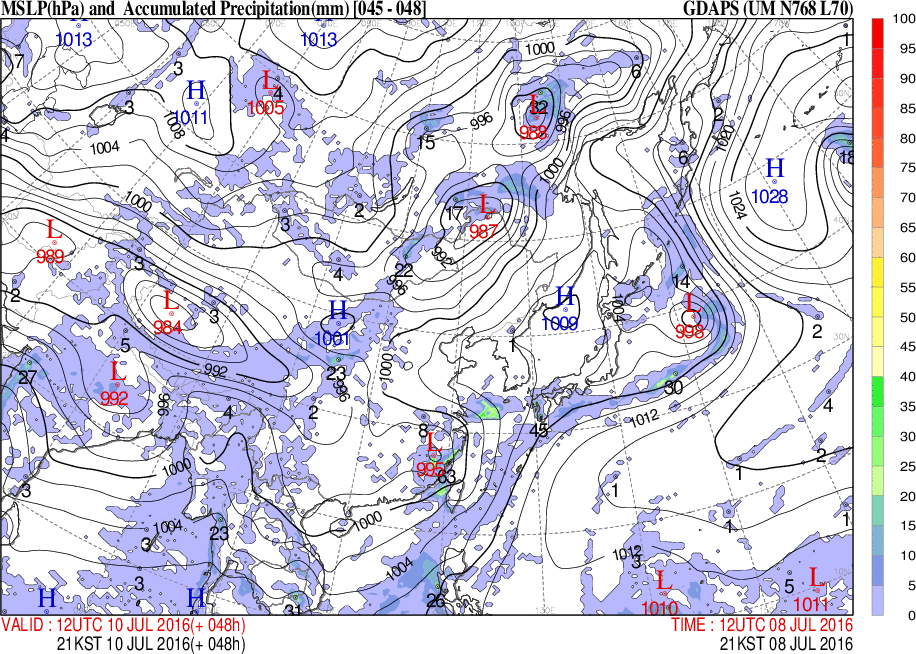 MSLP(hPa) and Accumulated Precipitation(mm) [045 - 048] GDAPS (UM N768 L70)
1013 1013 1000 1
7 3 6 100
H L 4 L 32 95
3 1011 1005 988 996 2 90
4 1008 15 996 1020 85
1004 6 18 80
1000 H 75
2 17 L 1000 1028 70
L 3 987 1024 65
989 3 992 60
4 22 14 55
2 L 3 H H 1004 L 50
984 1001 1009 998 2 45
5 1 40
27 L 992 23 1000 30 35
992 996 4 2 996 1012 4 30
8 L 45 25
1000 995 63 2 20
3 1 1 15
1004 23 1000 1 1 10
3 1004 1012 3 5
3 L 5 L 0
H H 31 26 1010 1011
VALID : 12UTC 10 JUL 2016(+ 048h) TIME : 12UTC 08 JUL 2016
21KST 10 JUL 2016(+ 048h) 21KST 08 JUL 2016